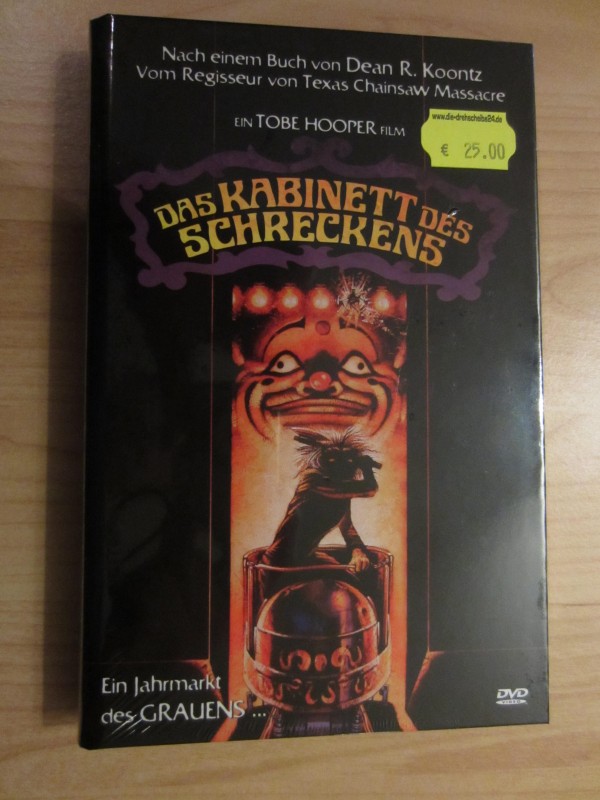 Nach einem Buch von Dean R. Koontz
Vom Regisseur von Texas Chainsaw Massacre
EIN TOBE HOOPER FILM
www.die-drehscheibe24.de
€ 25.00
DAS KABINETT DES
SCHRECKENS
Ein Jahrmarkt
des GRAUENS ...
DVD
VIDEO